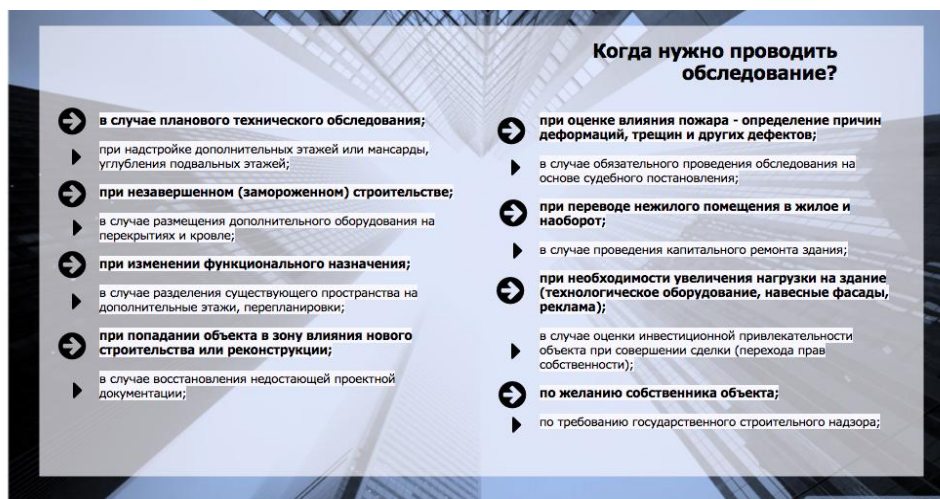 Когда нужно проводить
обследование?
в случае планового технического обследования;
при надстройке дополнительных этажей или мансарды,
углубления подвальных этажей;
при незавершенном (замороженном) строительстве;
в случае размещения дополнительного оборудования на
перекрытиях и кровле;
при изменении функционального назначения;
в случае разделения существующего пространства на
дополнительные этажи, перепланировки;
при попадании объекта в зону влияния нового
строительства или реконструкции;
в случае восстановления недостающей проектной
документации;
при оценке влияния пожара - определение причин
деформаций, трещин и других дефектов;
в случае обязательного проведения обследования на
основе судебного постановления;
при переводе нежилого помещения в жилое и
наоборот;
в случае проведения капитального ремонта здания;
при необходимости увеличения нагрузки на здание
(технологическое оборудование, навесные фасады,
реклама);
в случае оценки инвестиционной привлекательности
объекта при совершении сделки (перехода прав
собственности);
по желанию собственника объекта;
по требованию государственного строительного надзора;